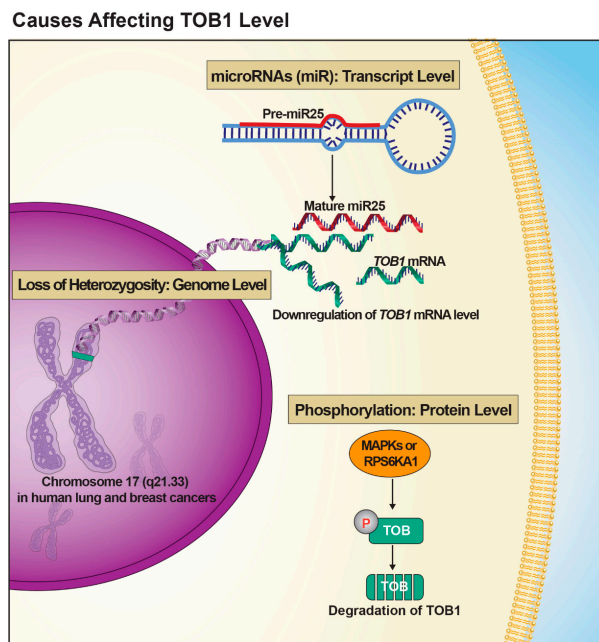 Causes Affecting TOB1 Level
microRNAs (miR): Transcript Level
Pre-miR25
Mature miR25
TOB1 mRNA
Downregulation of TOB1 mRNA level
Loss of Heterozygosity: Genome Level
Chromosome 17 (q21.33)
in human lung and breast cancers
Phosphorylation: Protein Level
MAPKs or
RPS6KA1
P
TOB
TOB
Degradation of TOB1